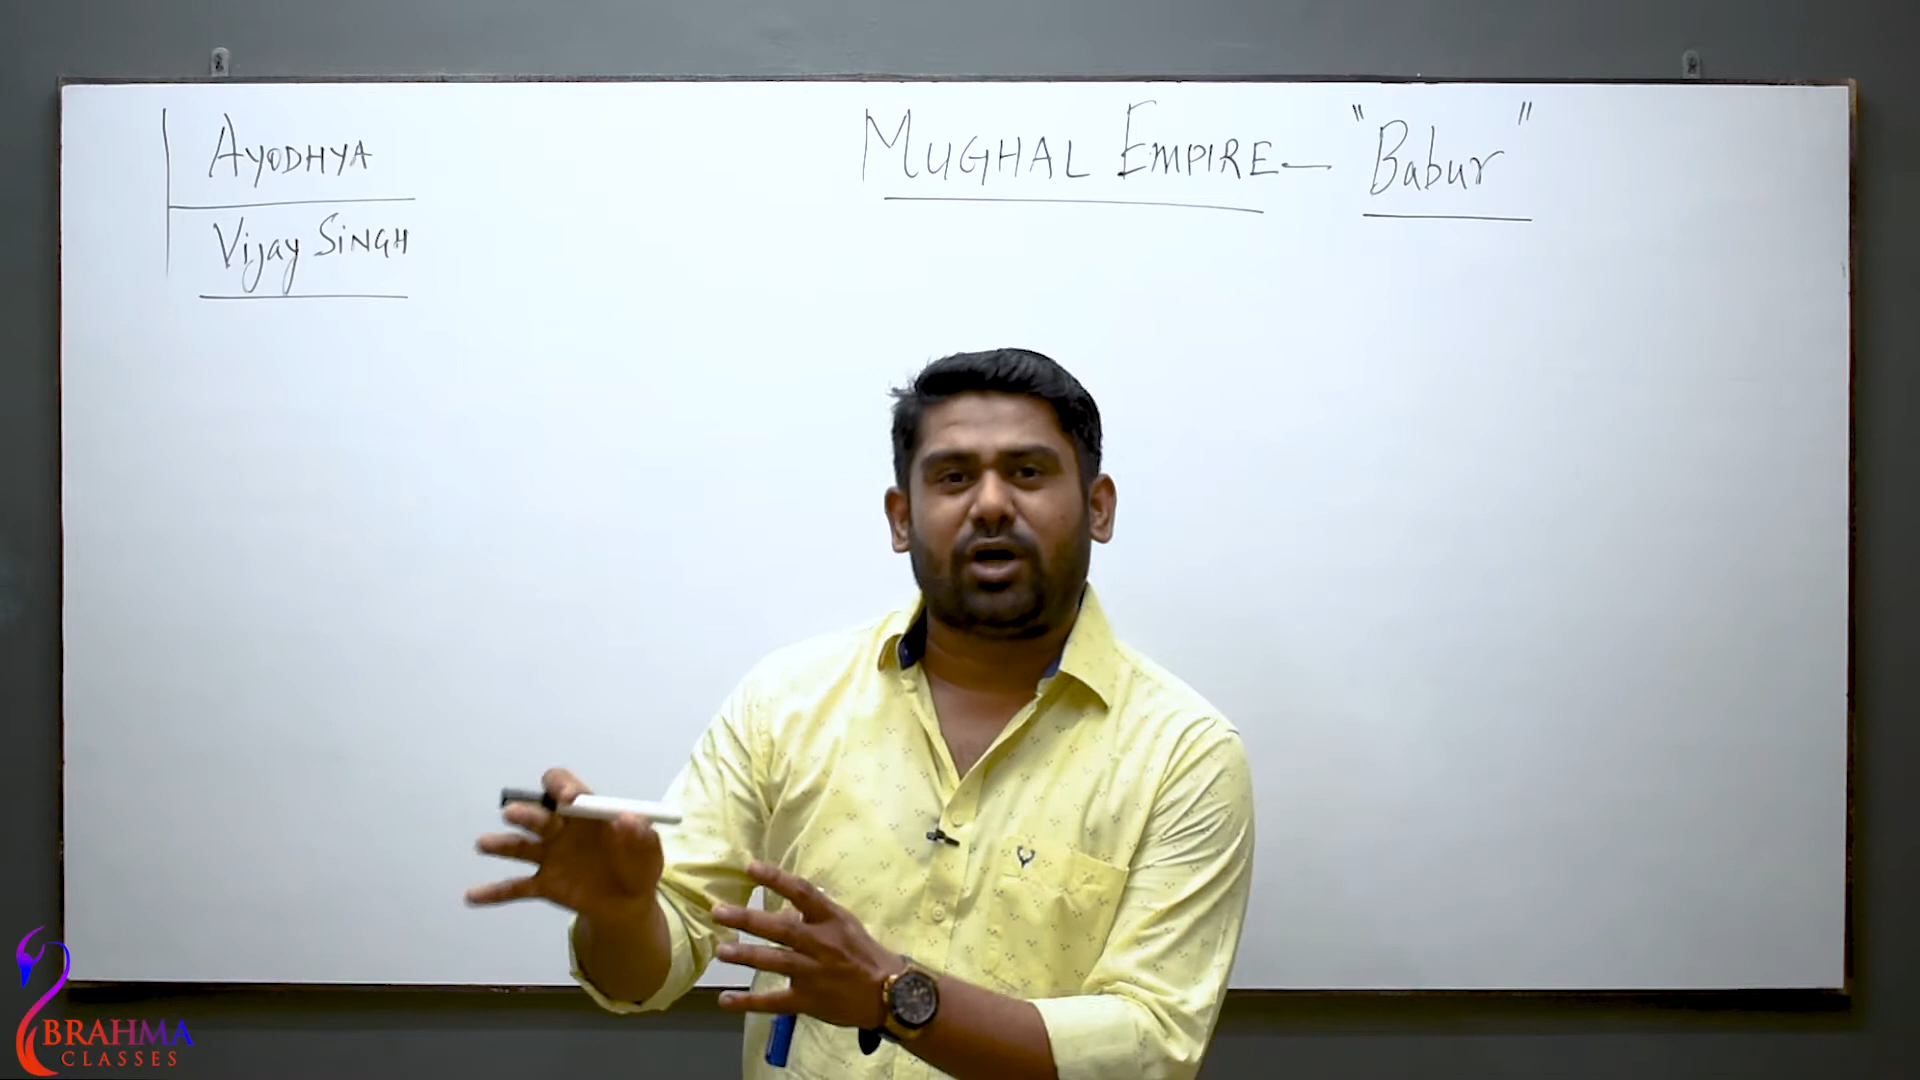 AYODHYA
Vijay SINGH
MUGHAL EMPIRE — "Babur"
BRAHMA
CLASSES